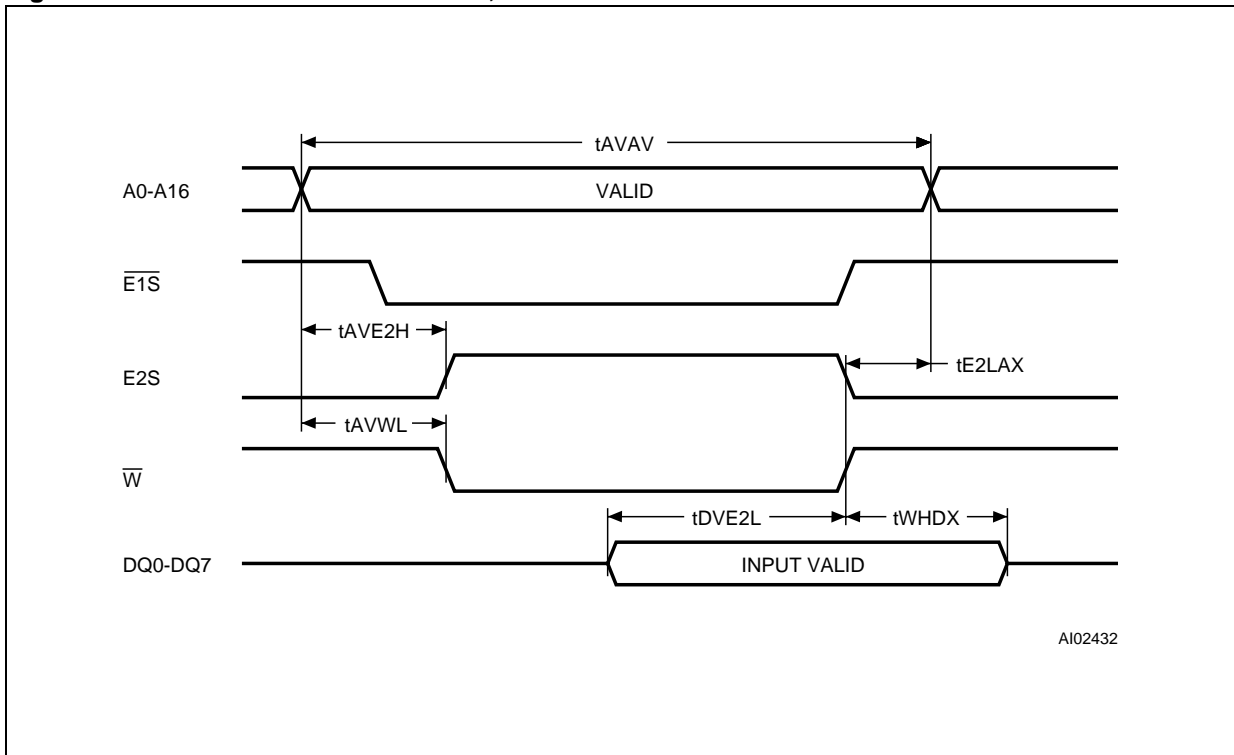 tAVAV
A0-A16
VALID
E1S
tAVE2H
E2S
tE2LAX
tAVWL
W
tDVE2L
tWHDX
DQ0-DQ7
INPUT VALID
AI02432